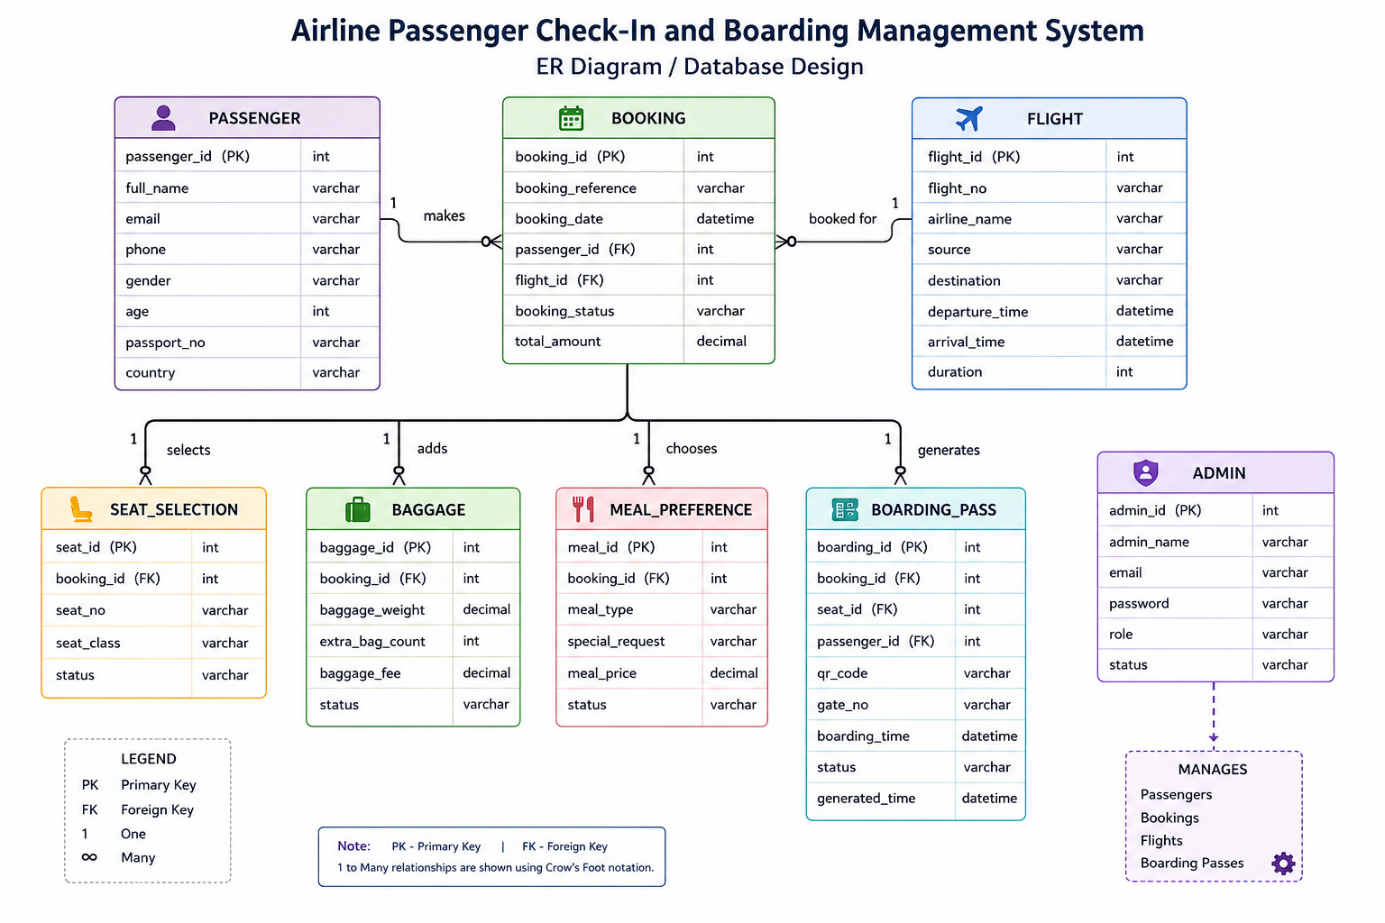 Airline Passenger Check-In and Boarding Management System
ER Diagram / Database Design
PASSENGER
passenger_id (PK) int
full_name varchar
email varchar
phone varchar
gender varchar
age int
passport_no varchar
country varchar
1
makes
BOOKING
booking_id (PK) int
booking_reference varchar
booking_date datetime
passenger_id (FK) int
flight_id (FK) int
booking_status varchar
total_amount decimal
booked for
1
FLIGHT
flight_id (PK) int
flight_no varchar
airline_name varchar
source varchar
destination varchar
departure_time datetime
arrival_time datetime
duration int
1 selects
1 adds
1 chooses
1 generates
SEAT_SELECTION
seat_id (PK) int
booking_id (FK) int
seat_no varchar
seat_class varchar
status varchar
BAGGAGE
baggage_id (PK) int
booking_id (FK) int
baggage_weight decimal
extra_bag_count int
baggage_fee decimal
status varchar
MEAL_PREFERENCE
meal_id (PK) int
booking_id (FK) int
meal_type varchar
special_request varchar
meal_price decimal
status varchar
BOARDING_PASS
boarding_id (PK) int
booking_id (FK) int
seat_id (FK) int
passenger_id (FK) int
qr_code varchar
gate_no varchar
boarding_time datetime
status varchar
generated_time datetime
ADMIN
admin_id (PK) int
admin_name varchar
email varchar
password varchar
role varchar
status varchar
MANAGES
Passengers
Bookings
Flights
Boarding Passes
LEGEND
PK Primary Key
FK Foreign Key
1 One
∞ Many
Note: PK - Primary Key | FK - Foreign Key
1 to Many relationships are shown using Crow's Foot notation.